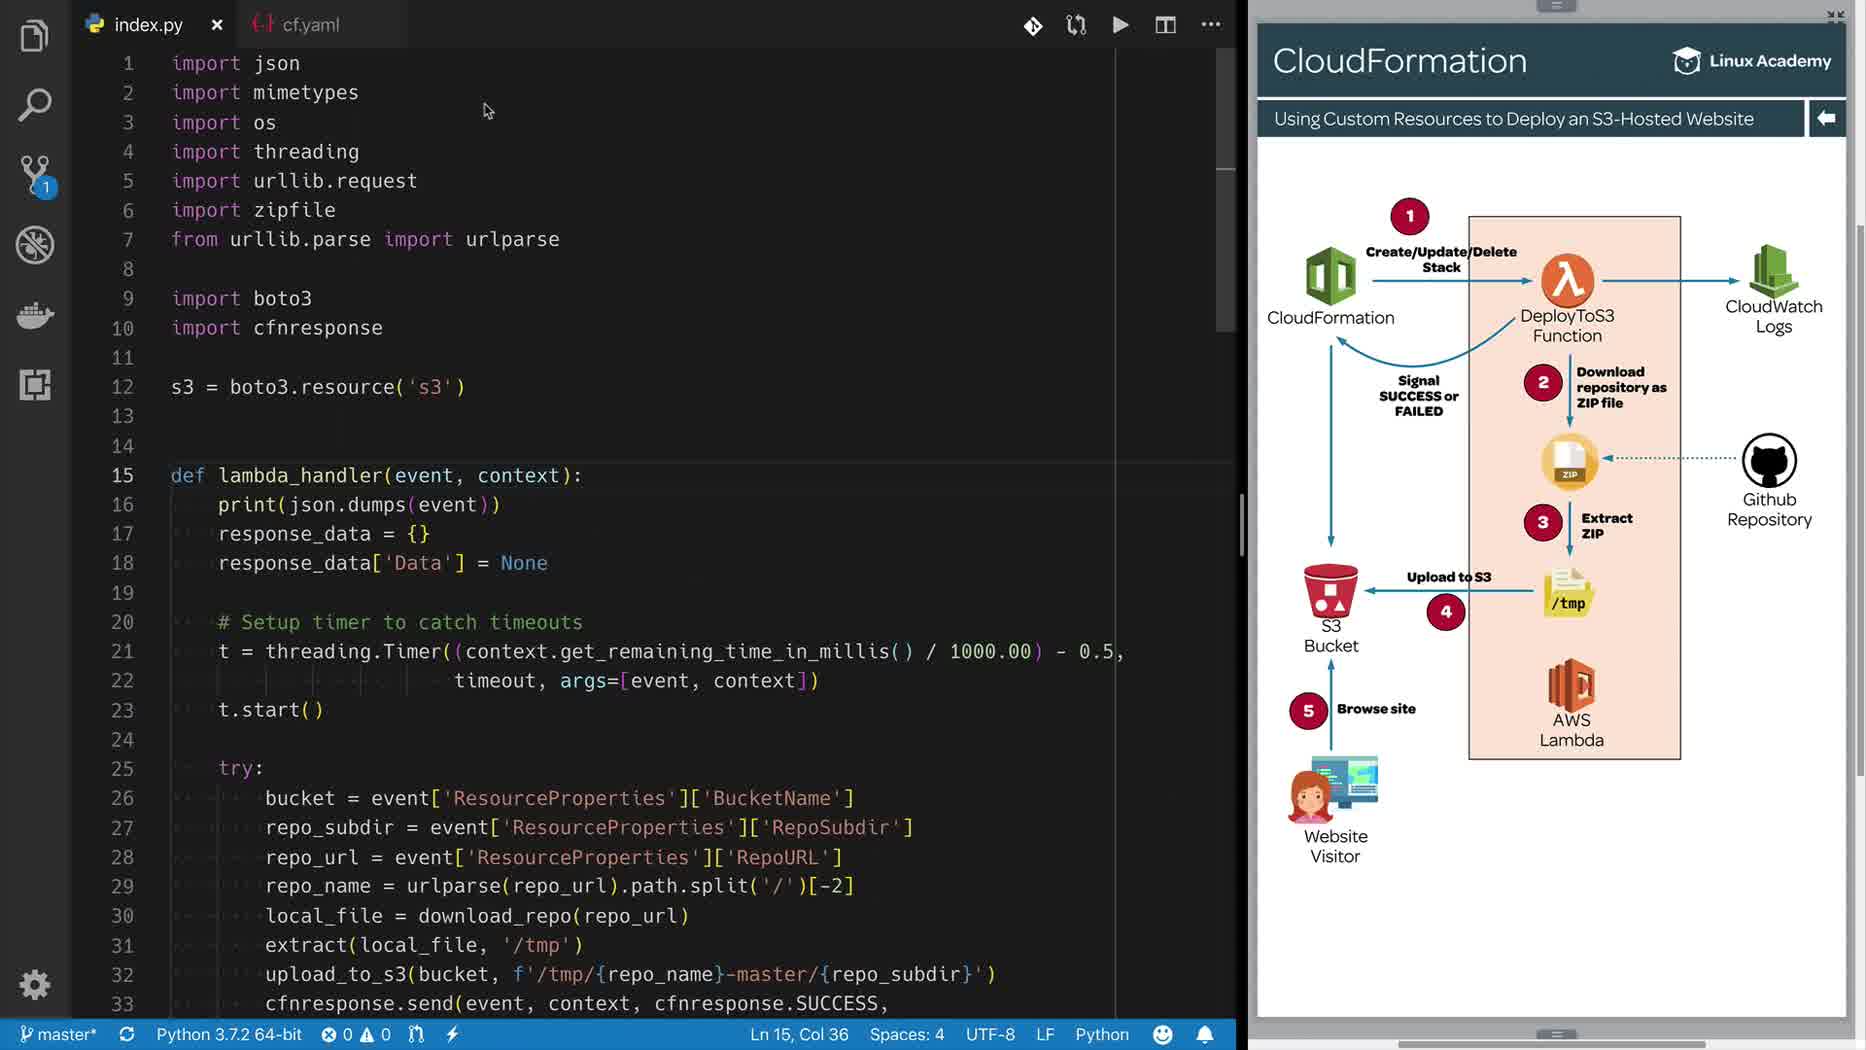 index.py
cf.yaml
1 import json
2 import mimetypes
3 import os
4 import threading
5 import urllib.request
6 import zipfile
7 from urllib.parse import urlparse
8
9 import boto3
10 import cfnresponse
11
12 s3 = boto3.resource('s3')
13
14
15 def lambda_handler(event, context):
16     print(json.dumps(event))
17     response_data = {}
18     response_data['Data'] = None
19
20     # Setup timer to catch timeouts
21     t = threading.Timer((context.get_remaining_time_in_millis() / 1000.00) - 0.5,
22                         timeout, args=[event, context])
23     t.start()
24
25     try:
26         bucket = event['ResourceProperties']['BucketName']
27         repo_subdir = event['ResourceProperties']['RepoSubdir']
28         repo_url = event['ResourceProperties']['RepoURL']
29         repo_name = urlparse(repo_url).path.split('/')[-2]
30         local_file = download_repo(repo_url)
31         extract(local_file, '/tmp')
32         upload_to_s3(bucket, f'/tmp/{repo_name}-master/{repo_subdir}')
33         cfnresponse.send(event, context, cfnresponse.SUCCESS,
1
master* Python 3.7.2 64-bit 0 0 Ln 15, Col 36 Spaces: 4 UTF-8 LF Python
CloudFormation
Linux Academy
Using Custom Resources to Deploy an S3-Hosted Website
1
Create/Update/Delete
Stack
CloudFormation
DeployToS3
Function
CloudWatch
Logs
Signal
SUCCESS or
FAILED
2
Download
repository as
ZIP file
ZIP
Github
Repository
3
Extract
ZIP
Upload to S3
4
/tmp
S3
Bucket
AWS
Lambda
5
Browse site
Website
Visitor